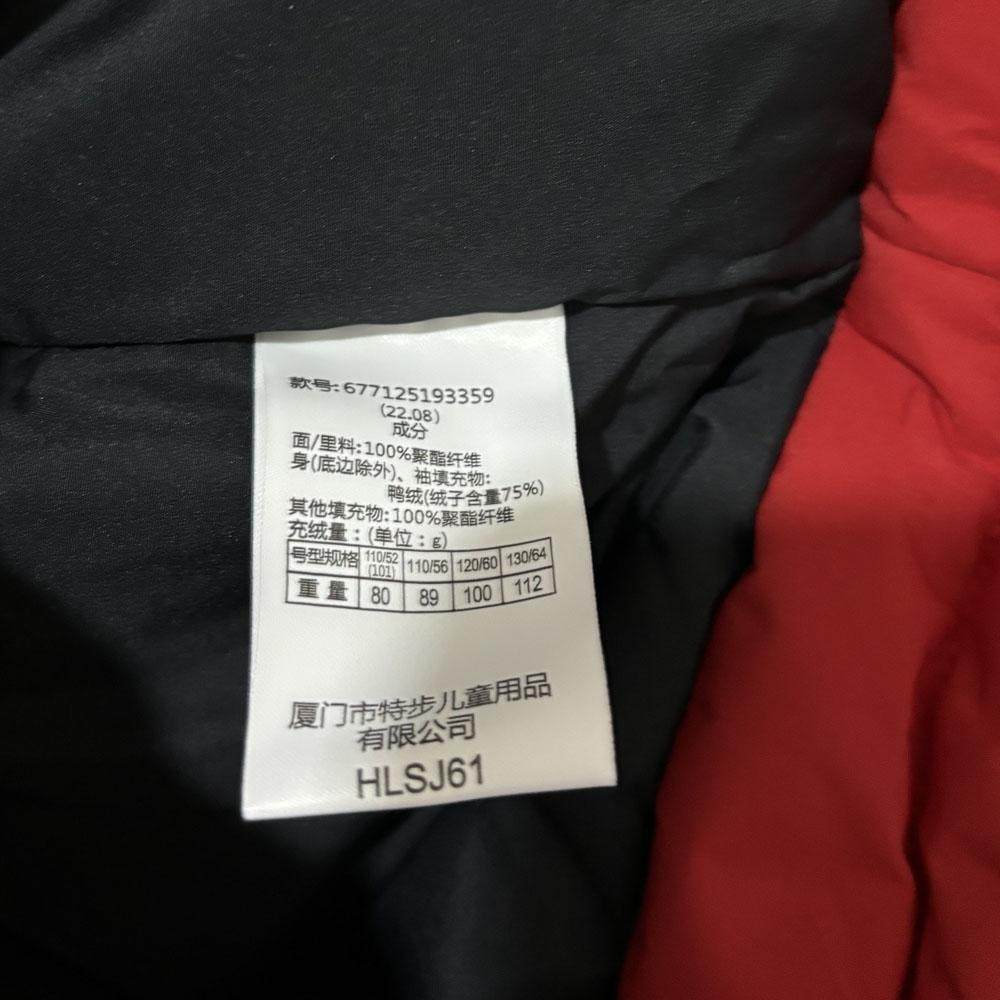 款号:677125193359
(22.08)
成分
面/里料:100%聚酯纤维
身(底边除外)、袖填充物:
鸭绒(绒子含量75%)
其他填充物:100%聚酯纤维
充绒量:(单位:g)
号型规格 110/52 (101) 110/56 120/60 130/64
重量 80 89 100 112
厦门市特步儿童用品
有限公司
HLSJ61